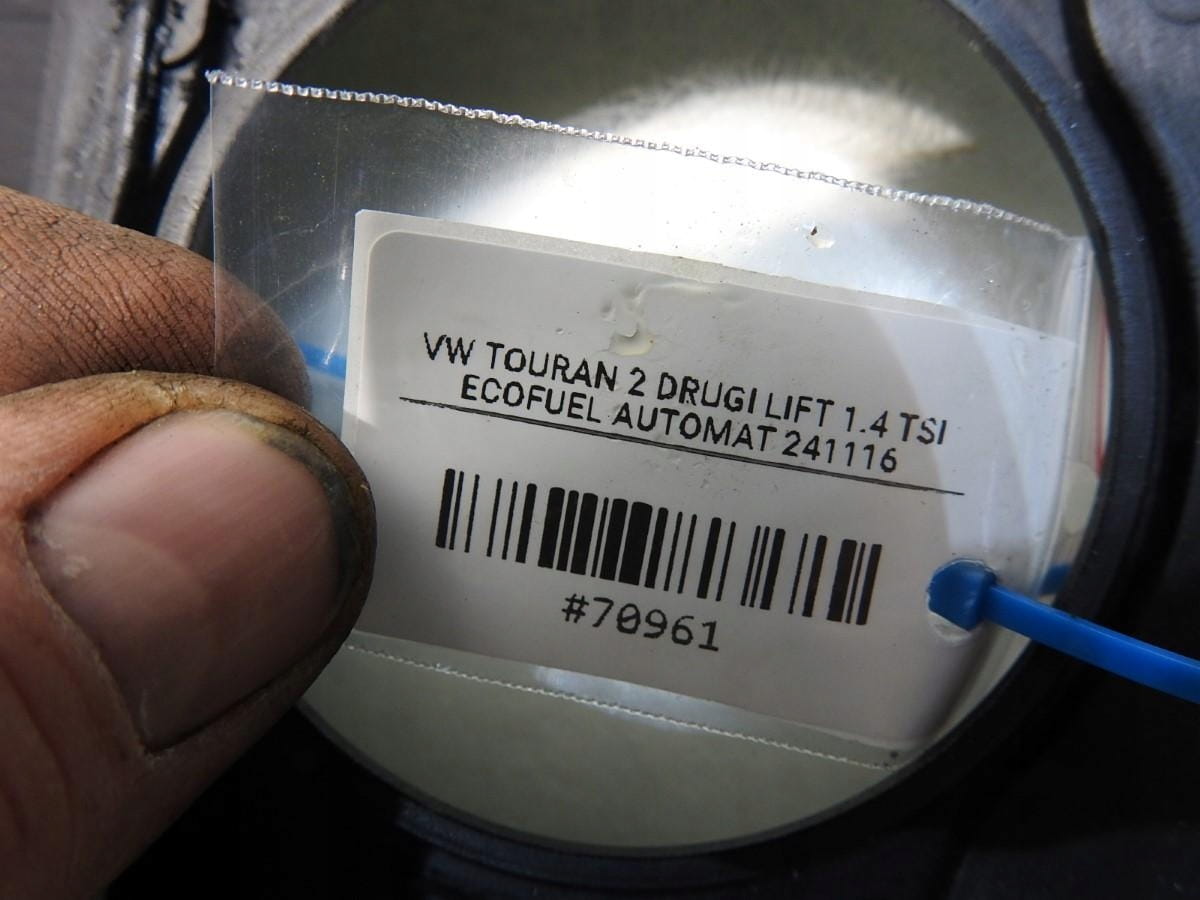 VW TOURAN 2 DRUGI LIFT 1.4 TSI
ECOFUEL AUTOMAT 241116
#70961